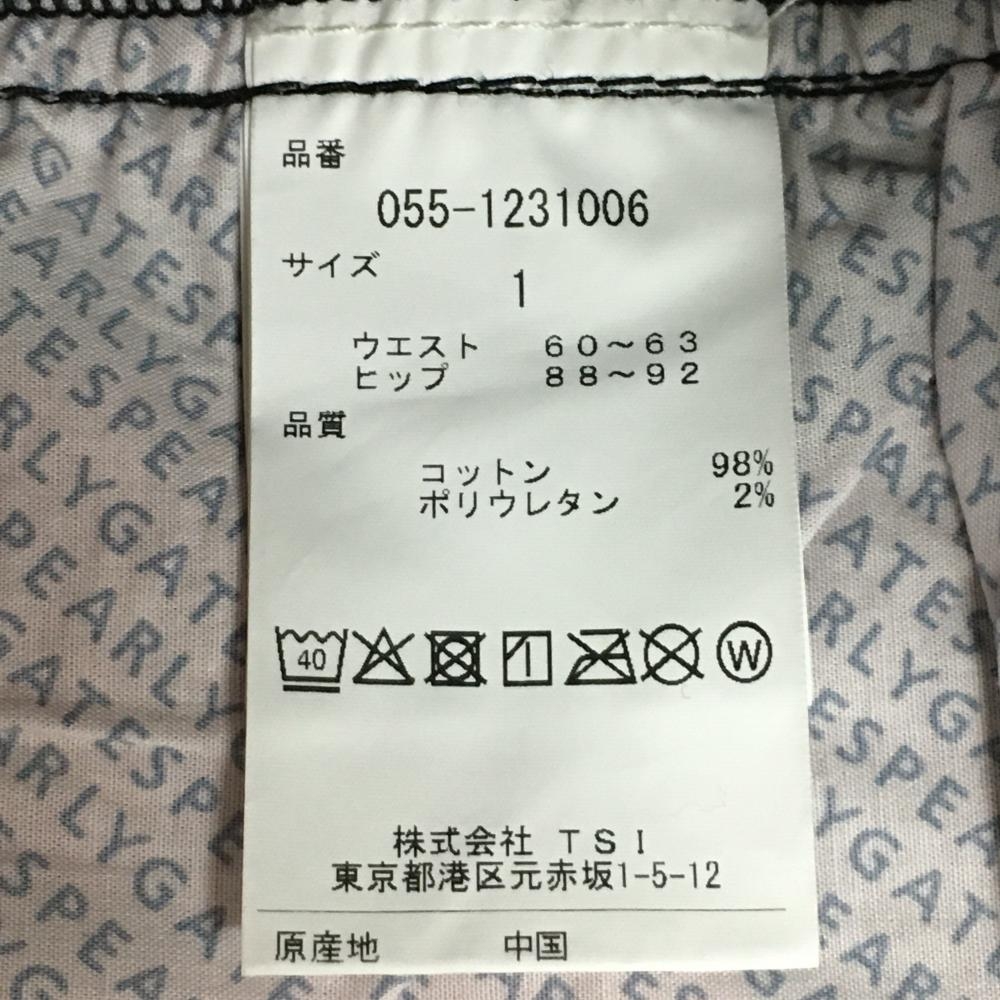 品番
055-1231006
サイズ
1
ウエスト 60~63
ヒップ 88~92
品質
コットン 98%
ポリウレタン 2%
40
W
株式会社 TSI
東京都港区元赤坂1-5-12
原産地 中国
PEARLYGATES